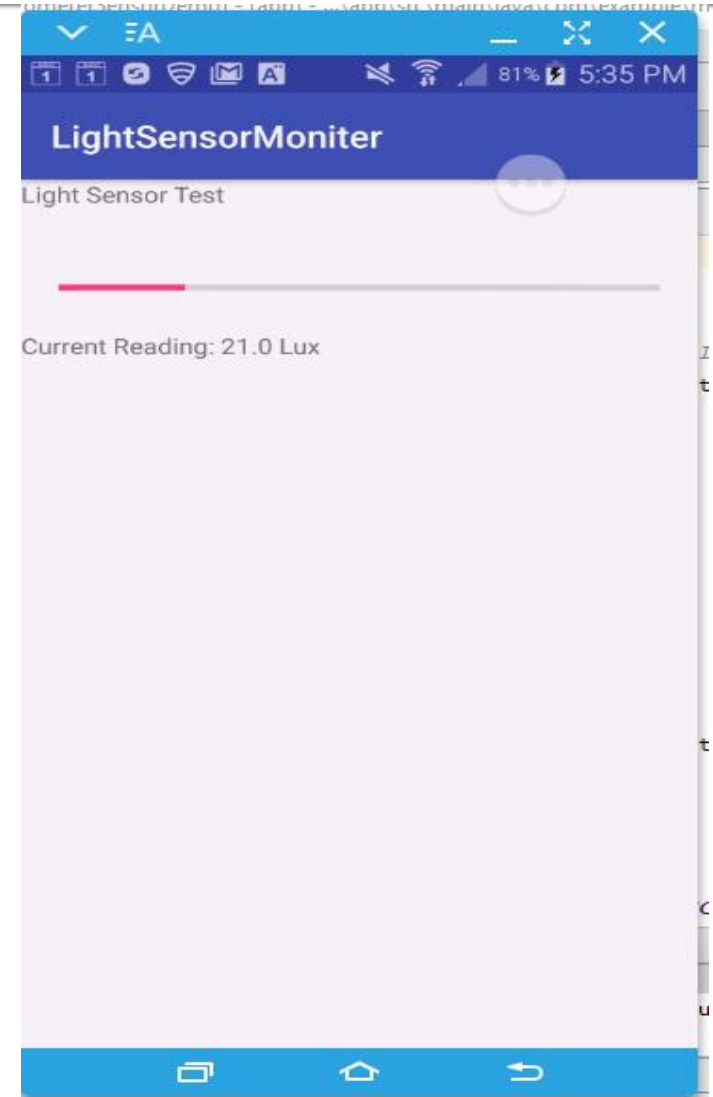 81% 5:35 PM
LightSensorMoniter
Light Sensor Test
Current Reading: 21.0 Lux